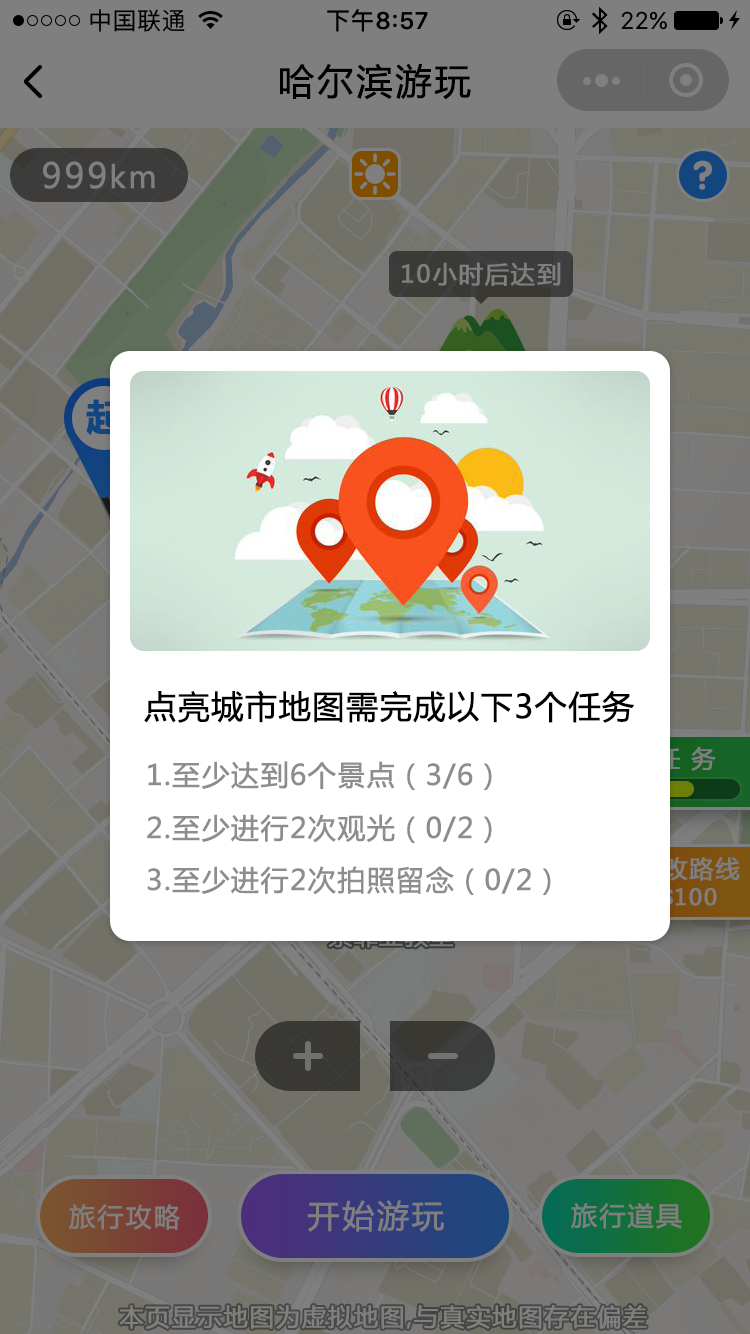 中国联通 下午8:57 22%
哈尔滨游玩
999km ?
10小时后达到
起
点亮城市地图需完成以下3个任务
任务
1.至少达到6个景点（3/6）
2.至少进行2次观光（0/2）
3.至少进行2次拍照留念（0/2）
改路线
$100
+ −
旅行攻略 开始游玩 旅行道具
本页显示地图为虚拟地图,与真实地图存在偏差